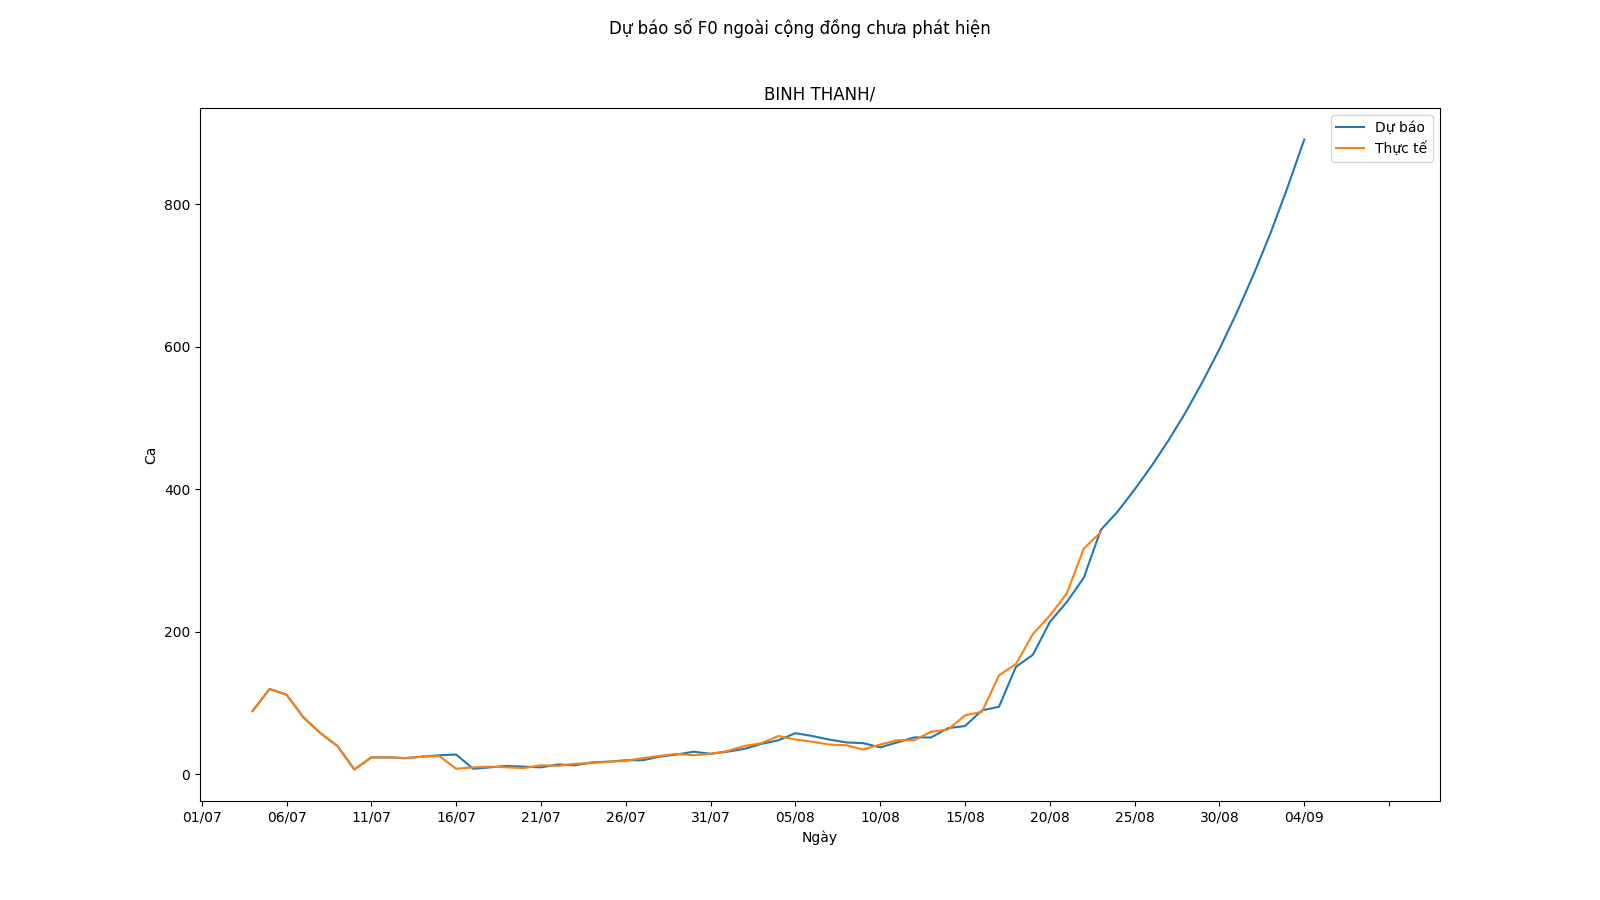 Dự báo số F0 ngoài cộng đồng chưa phát hiện
BINH THANH/
Dự báo
Thực tế
800
600
400
200
0
Ca
01/07 06/07 11/07 16/07 21/07 26/07 31/07 05/08 10/08 15/08 20/08 25/08 30/08 04/09
Ngày